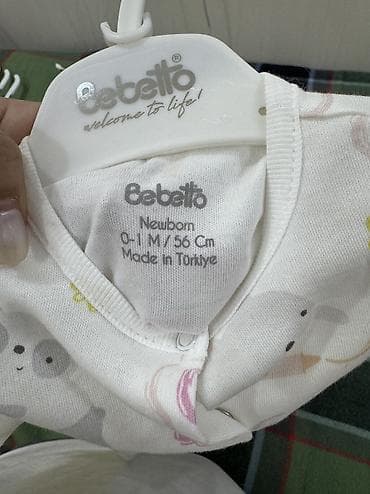 Bebetto®
welcome to life!
Bebetto
Newborn
0-1 M / 56 Cm
Made in Türkiye